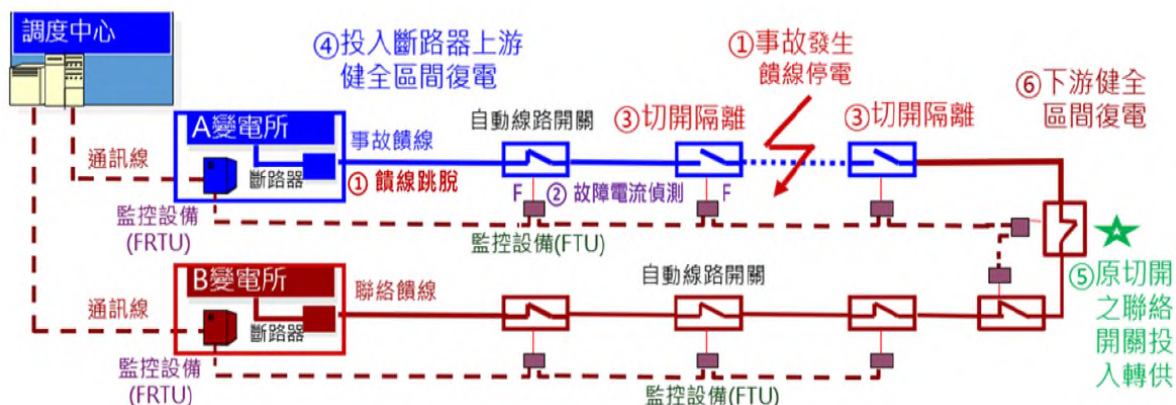 調度中心
④投入斷路器上游
健全區間復電
①事故發生
饋線停電
⑥下游健全
區間復電
A變電所
事故饋線
自動線路開關
③切開隔離
③切開隔離
通訊線
斷路器
① 饋線跳脫
F
② 故障電流偵測
F
監控設備
(FRTU)
監控設備(FTU)
B變電所
聯絡饋線
自動線路開關
⑤原切開
之聯絡
開關投
入轉供
通訊線
斷路器
監控設備
(FRTU)
監控設備(FTU)